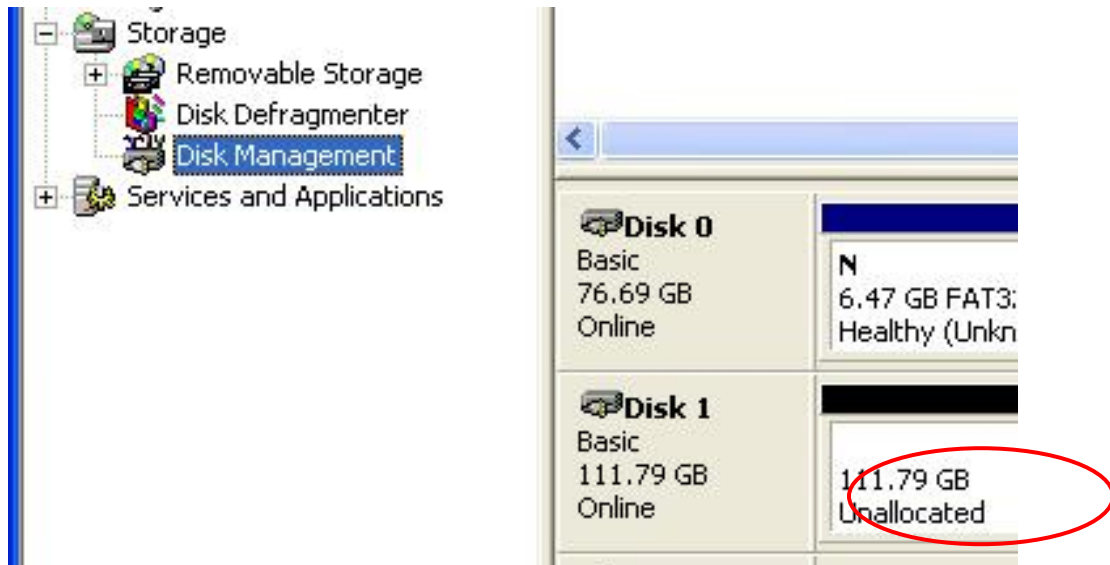 Storage
Removable Storage
Disk Defragmenter
Disk Management
Services and Applications
Disk 0
Basic
76.69 GB
Online
N
6.47 GB FAT3
Healthy (Unkn
Disk 1
Basic
111.79 GB
Online
111.79 GB
Unallocated